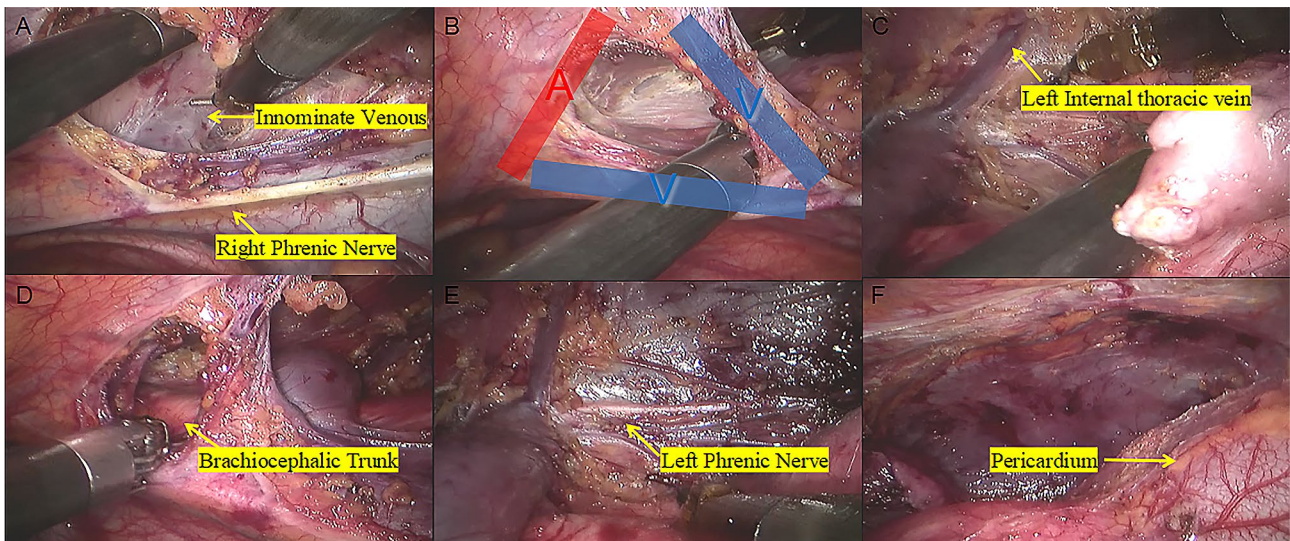 A
Innominate Venous
Right Phrenic Nerve
B
A
V
V
C
Left Internal thoracic vein
D
Brachiocephalic Trunk
E
Left Phrenic Nerve
F
Pericardium